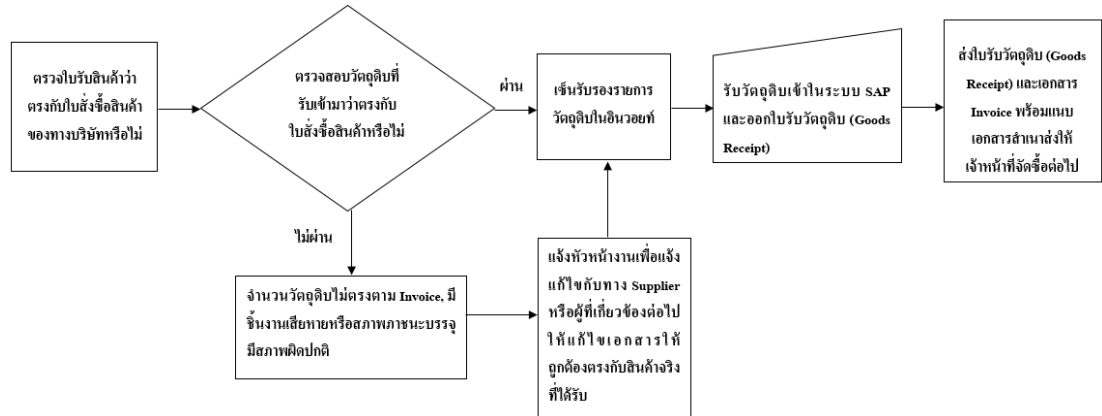 ตรวจใบรับสินค้าว่า
ตรงกับใบสั่งซื้อสินค้า
ของทางบริษัทหรือไม่
ตรวจสอบวัตถุดิบที่
รับเข้ามาว่าตรงกับ
ใบสั่งซื้อสินค้าหรือไม่
ผ่าน
เซ็นรับรองรายการ
วัตถุดิบในอินวอยท์
รับวัตถุดิบเข้าในระบบ SAP
และออกใบรับวัตถุดิบ (Goods
Receipt)
ส่งใบรับวัตถุดิบ (Goods
Receipt) และเอกสาร
Invoice พร้อมแนบ
เอกสารสำเนาส่งให้
เจ้าหน้าที่จัดซื้อต่อไป
ไม่ผ่าน
จำนวนวัตถุดิบไม่ตรงตาม Invoice, มี
ชิ้นงานเสียหายหรือสภาพภาชนะบรรจุ
มีสภาพผิดปกติ
แจ้งหัวหน้างานเพื่อแจ้ง
แก้ไขกับทาง Supplier
หรือผู้ที่เกี่ยวข้องต่อไป
ให้แก้ไขเอกสารให้
ถูกต้องตรงกับสินค้าจริง
ที่ได้รับ